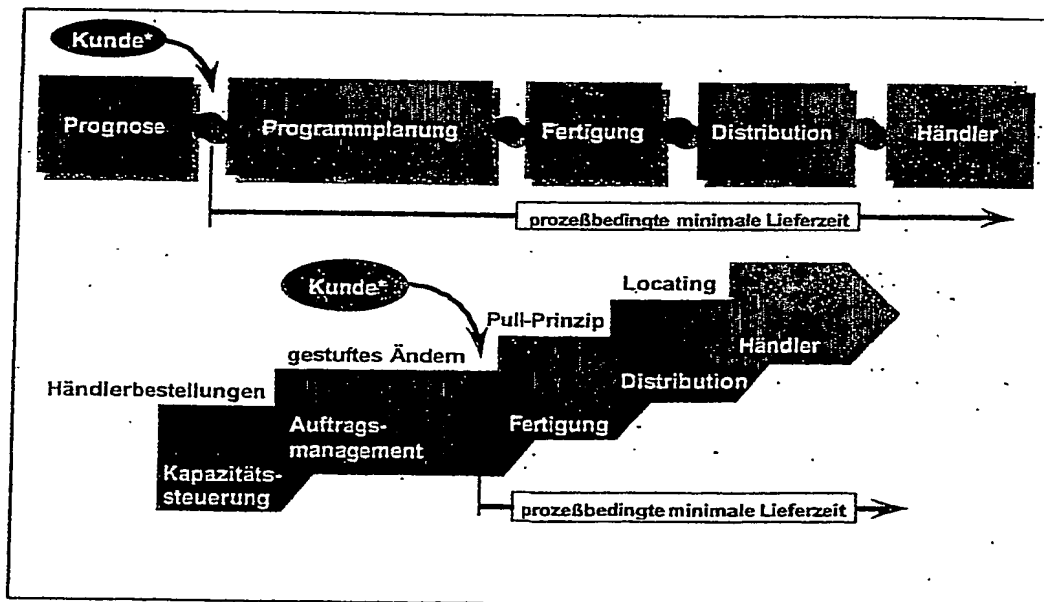 Kunde*
Prognose
Programmplanung
Fertigung
Distribution
Händler
prozeßbedingte minimale Lieferzeit
Kunde*
Locating
Pull-Prinzip
Händler
gestuftes Ändern
Distribution
Händlerbestellungen
Auftrags-
management
Fertigung
Kapazitäts-
steuerung
prozeßbedingte minimale Lieferzeit